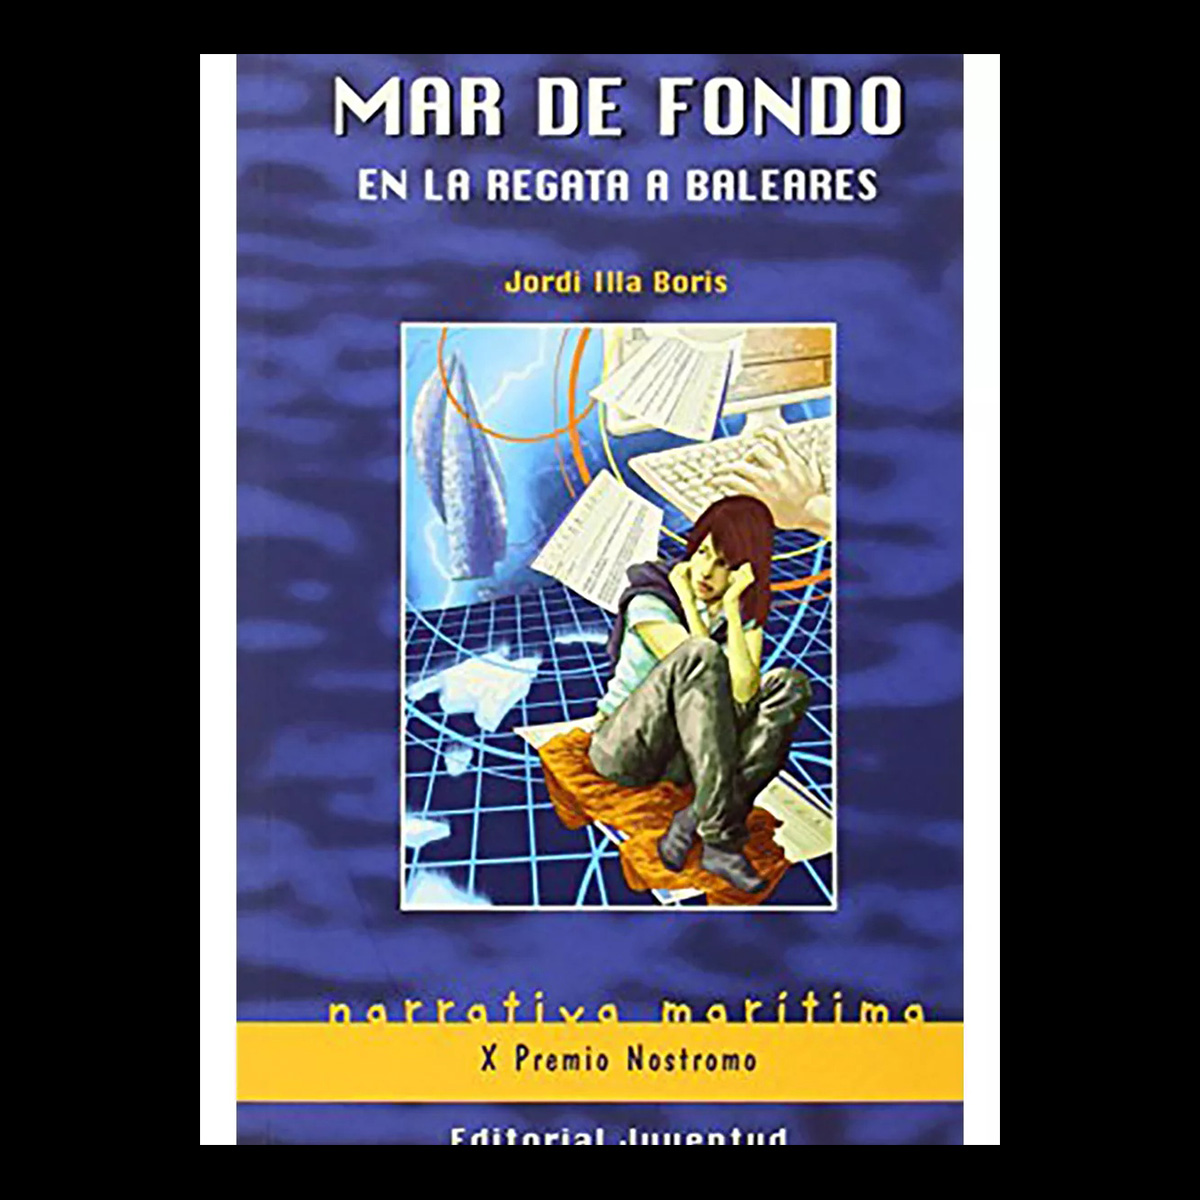 MAR DE FONDO
EN LA REGATA A BALEARES
Jordi Illa Boris
narrativa marítima
X Premio Nostromo
Editorial Juventud